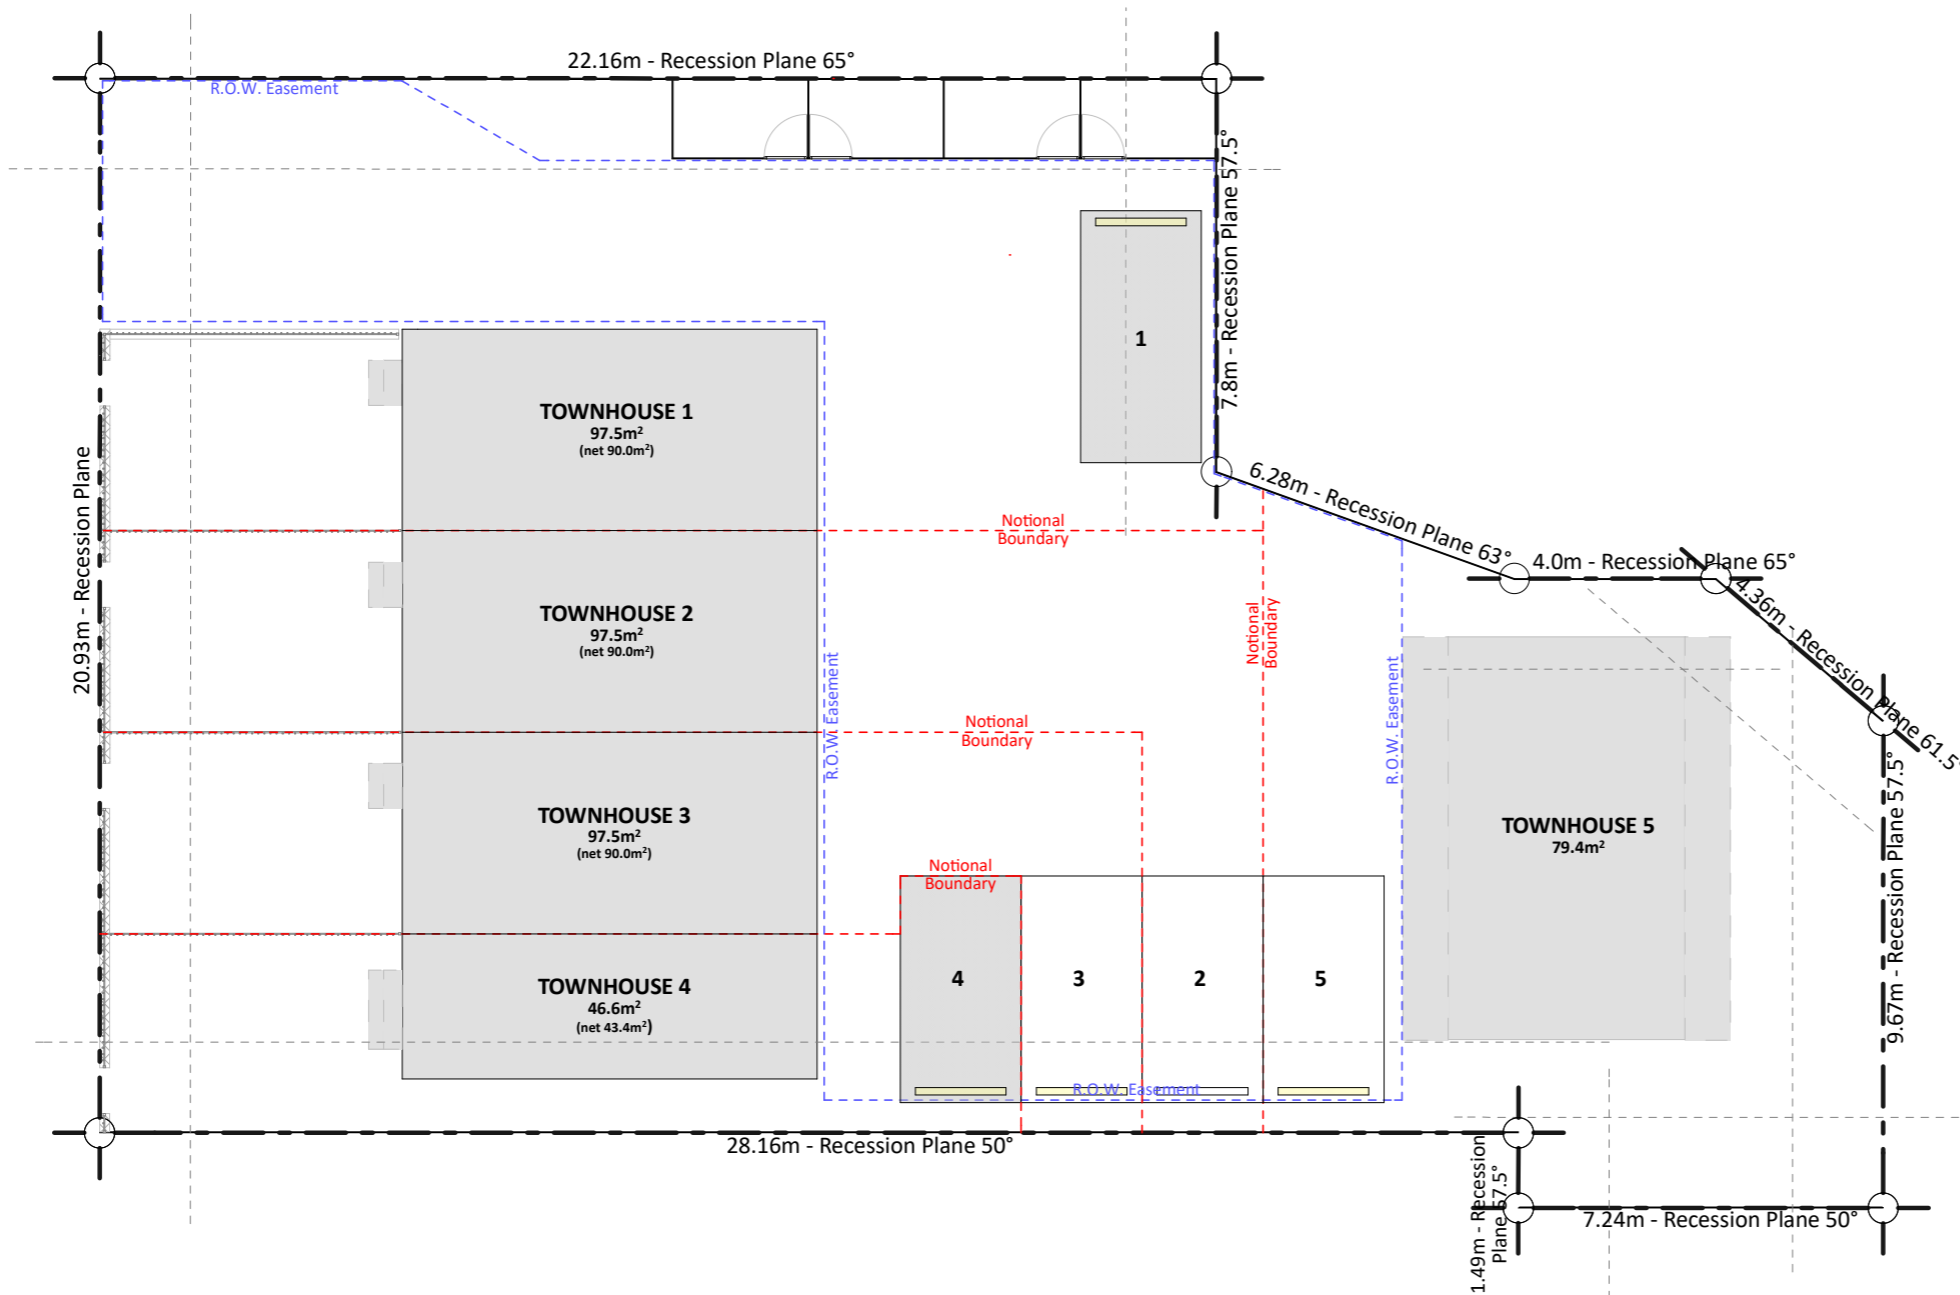 22.16m - Recession Plane 65°
R.O.W. Easement
7.8m - Recession Plane 57.5°
1
TOWNHOUSE 1
97.5m²
(net 90.0m²)
20.93m - Recession Plane
6.28m - Recession Plane 63°
Notional
Boundary
4.0m - Recession Plane 65°
4.36m - Recession Plane 61.5°
TOWNHOUSE 2
97.5m²
(net 90.0m²)
Notional
Boundary
R.O.W. Easement
R.O.W. Easement
Notional
Boundary
TOWNHOUSE 3
97.5m²
(net 90.0m²)
TOWNHOUSE 5
79.4m²
9.67m - Recession Plane 57.5°
Notional
Boundary
4
3
2
5
TOWNHOUSE 4
46.6m²
(net 43.4m²)
R.O.W. Easement
28.16m - Recession Plane 50°
1.49m - Recession
Plane 57.5°
7.24m - Recession Plane 50°